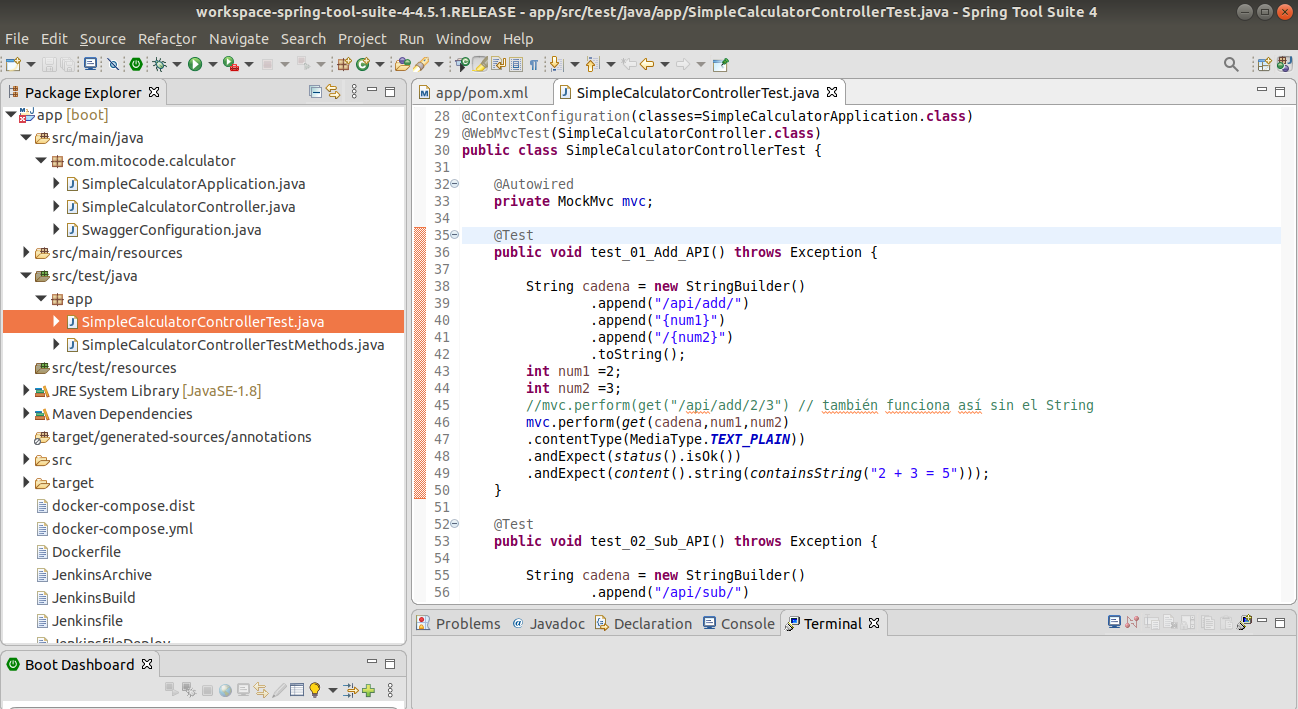 workspace-spring-tool-suite-4-4.5.1.RELEASE - app/src/test/java/app/SimpleCalculatorControllerTest.java - Spring Tool Suite 4
File Edit Source Refactor Navigate Search Project Run Window Help
Package Explorer
app [boot]
src/main/java
com.mitocode.calculator
SimpleCalculatorApplication.java
SimpleCalculatorController.java
SwaggerConfiguration.java
src/main/resources
src/test/java
app
SimpleCalculatorControllerTest.java
SimpleCalculatorControllerTestMethods.java
src/test/resources
JRE System Library [JavaSE-1.8]
Maven Dependencies
target/generated-sources/annotations
src
target
docker-compose.dist
docker-compose.yml
Dockerfile
JenkinsArchive
JenkinsBuild
Jenkinsfile
JenkinsfileDeploy
Boot Dashboard
app/pom.xml SimpleCalculatorControllerTest.java
28 @ContextConfiguration(classes=SimpleCalculatorApplication.class)
29 @WebMvcTest(SimpleCalculatorController.class)
30 public class SimpleCalculatorControllerTest {
31
32 @Autowired
33 private MockMvc mvc;
34
35 @Test
36 public void test_01_Add_API() throws Exception {
37
38 String cadena = new StringBuilder()
39 .append("/api/add/")
40 .append("{num1}")
41 .append("/{num2}")
42 .toString();
43 int num1 =2;
44 int num2 =3;
45 //mvc.perform(get("/api/add/2/3") // también funciona así sin el String
46 mvc.perform(get(cadena,num1,num2)
47 .contentType(MediaType.TEXT_PLAIN))
48 .andExpect(status().isOk())
49 .andExpect(content().string(containsString("2 + 3 = 5")));
50 }
51
52 @Test
53 public void test_02_Sub_API() throws Exception {
54
55 String cadena = new StringBuilder()
56 .append("/api/sub/")
Problems Javadoc Declaration Console Terminal